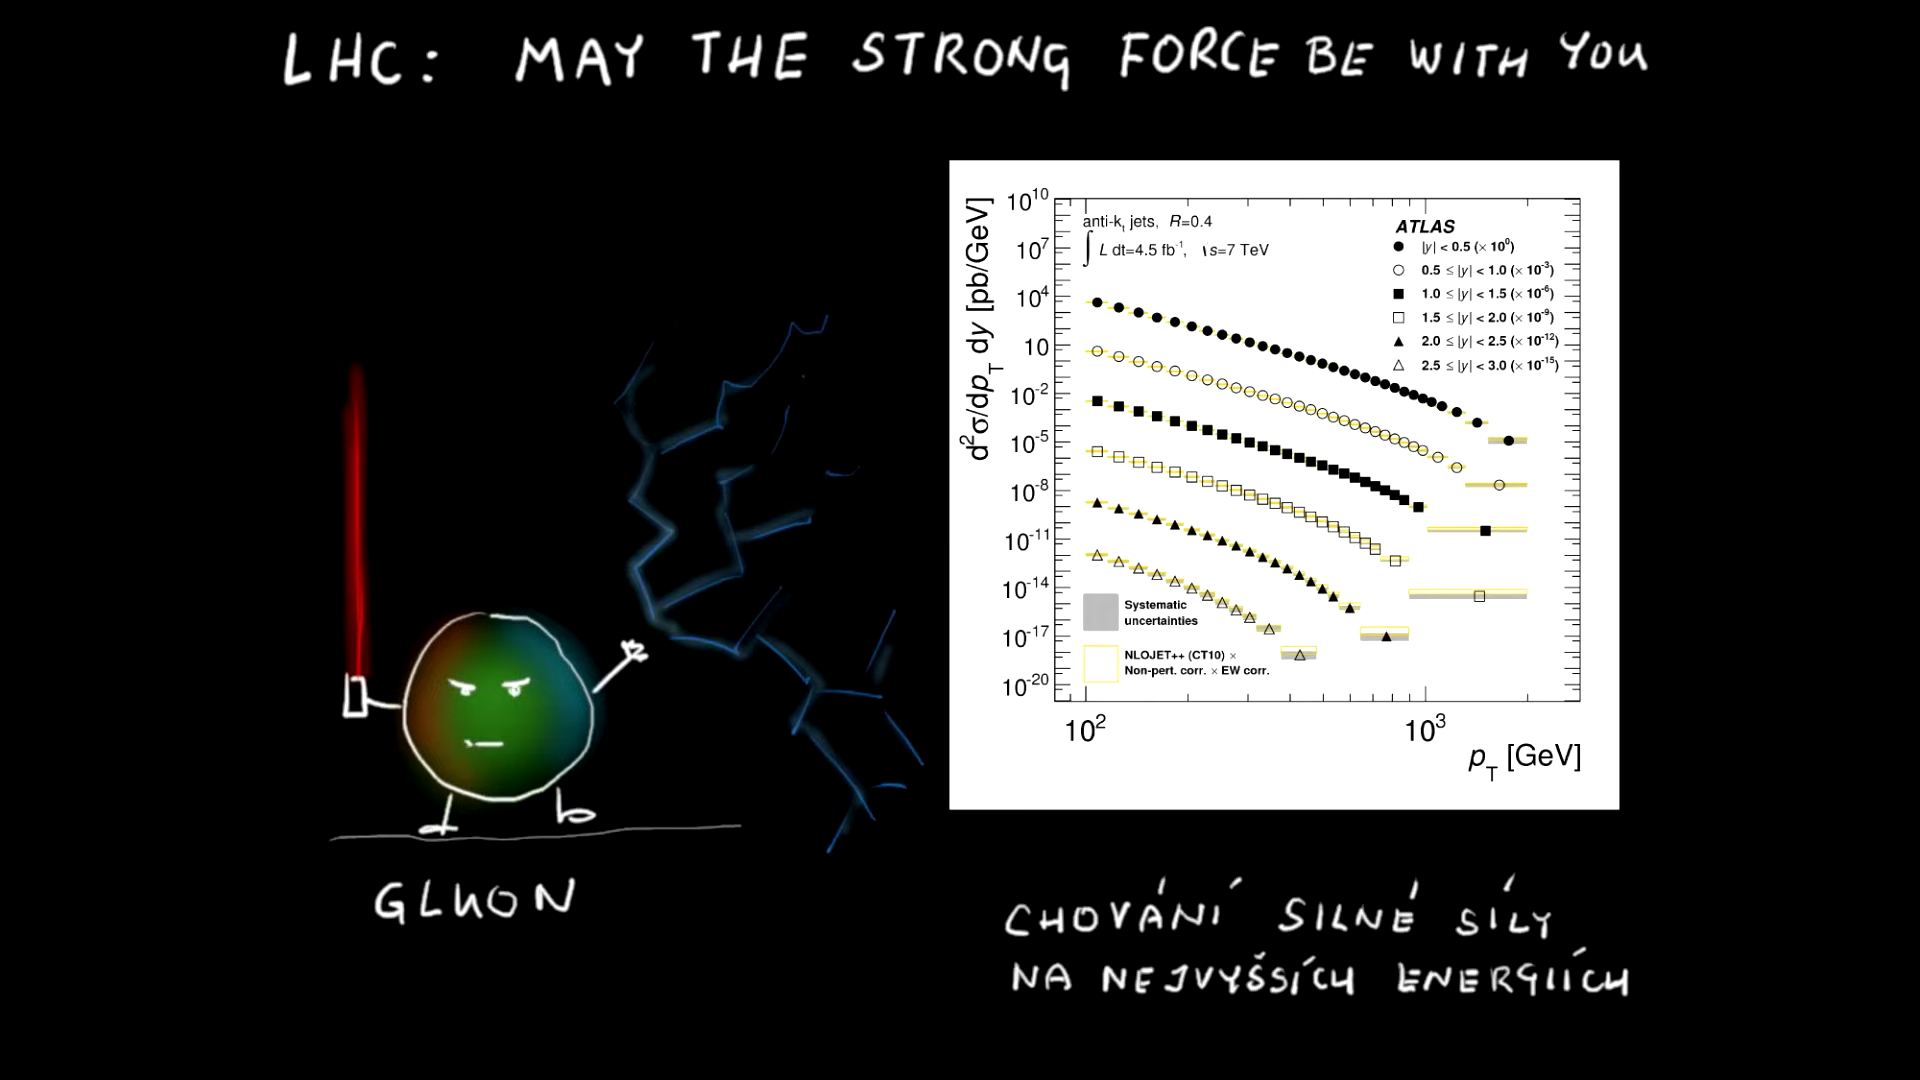 LHC: MAY THE STRONG FORCE BE WITH YOU
GLUON
d²σ/dp_T dy [pb/GeV]
10¹⁰
10⁷
10⁴
10
10⁻²
10⁻⁵
10⁻⁸
10⁻¹¹
10⁻¹⁴
10⁻¹⁷
10⁻²⁰
anti-k_t jets, R=0.4
∫ L dt=4.5 fb⁻¹, √s=7 TeV
ATLAS
|y| < 0.5 (× 10⁰)
0.5 ≤ |y| < 1.0 (× 10⁻³)
1.0 ≤ |y| < 1.5 (× 10⁻⁶)
1.5 ≤ |y| < 2.0 (× 10⁻⁹)
2.0 ≤ |y| < 2.5 (× 10⁻¹²)
2.5 ≤ |y| < 3.0 (× 10⁻¹⁵)
Systematic
uncertainties
NLOJET++ (CT10) ×
Non-pert. corr. × EW corr.
10²
10³
p_T [GeV]
CHOVÁNÍ SILNÉ SÍLY
NA NEJVYŠSÍCH ENERGIÍCH